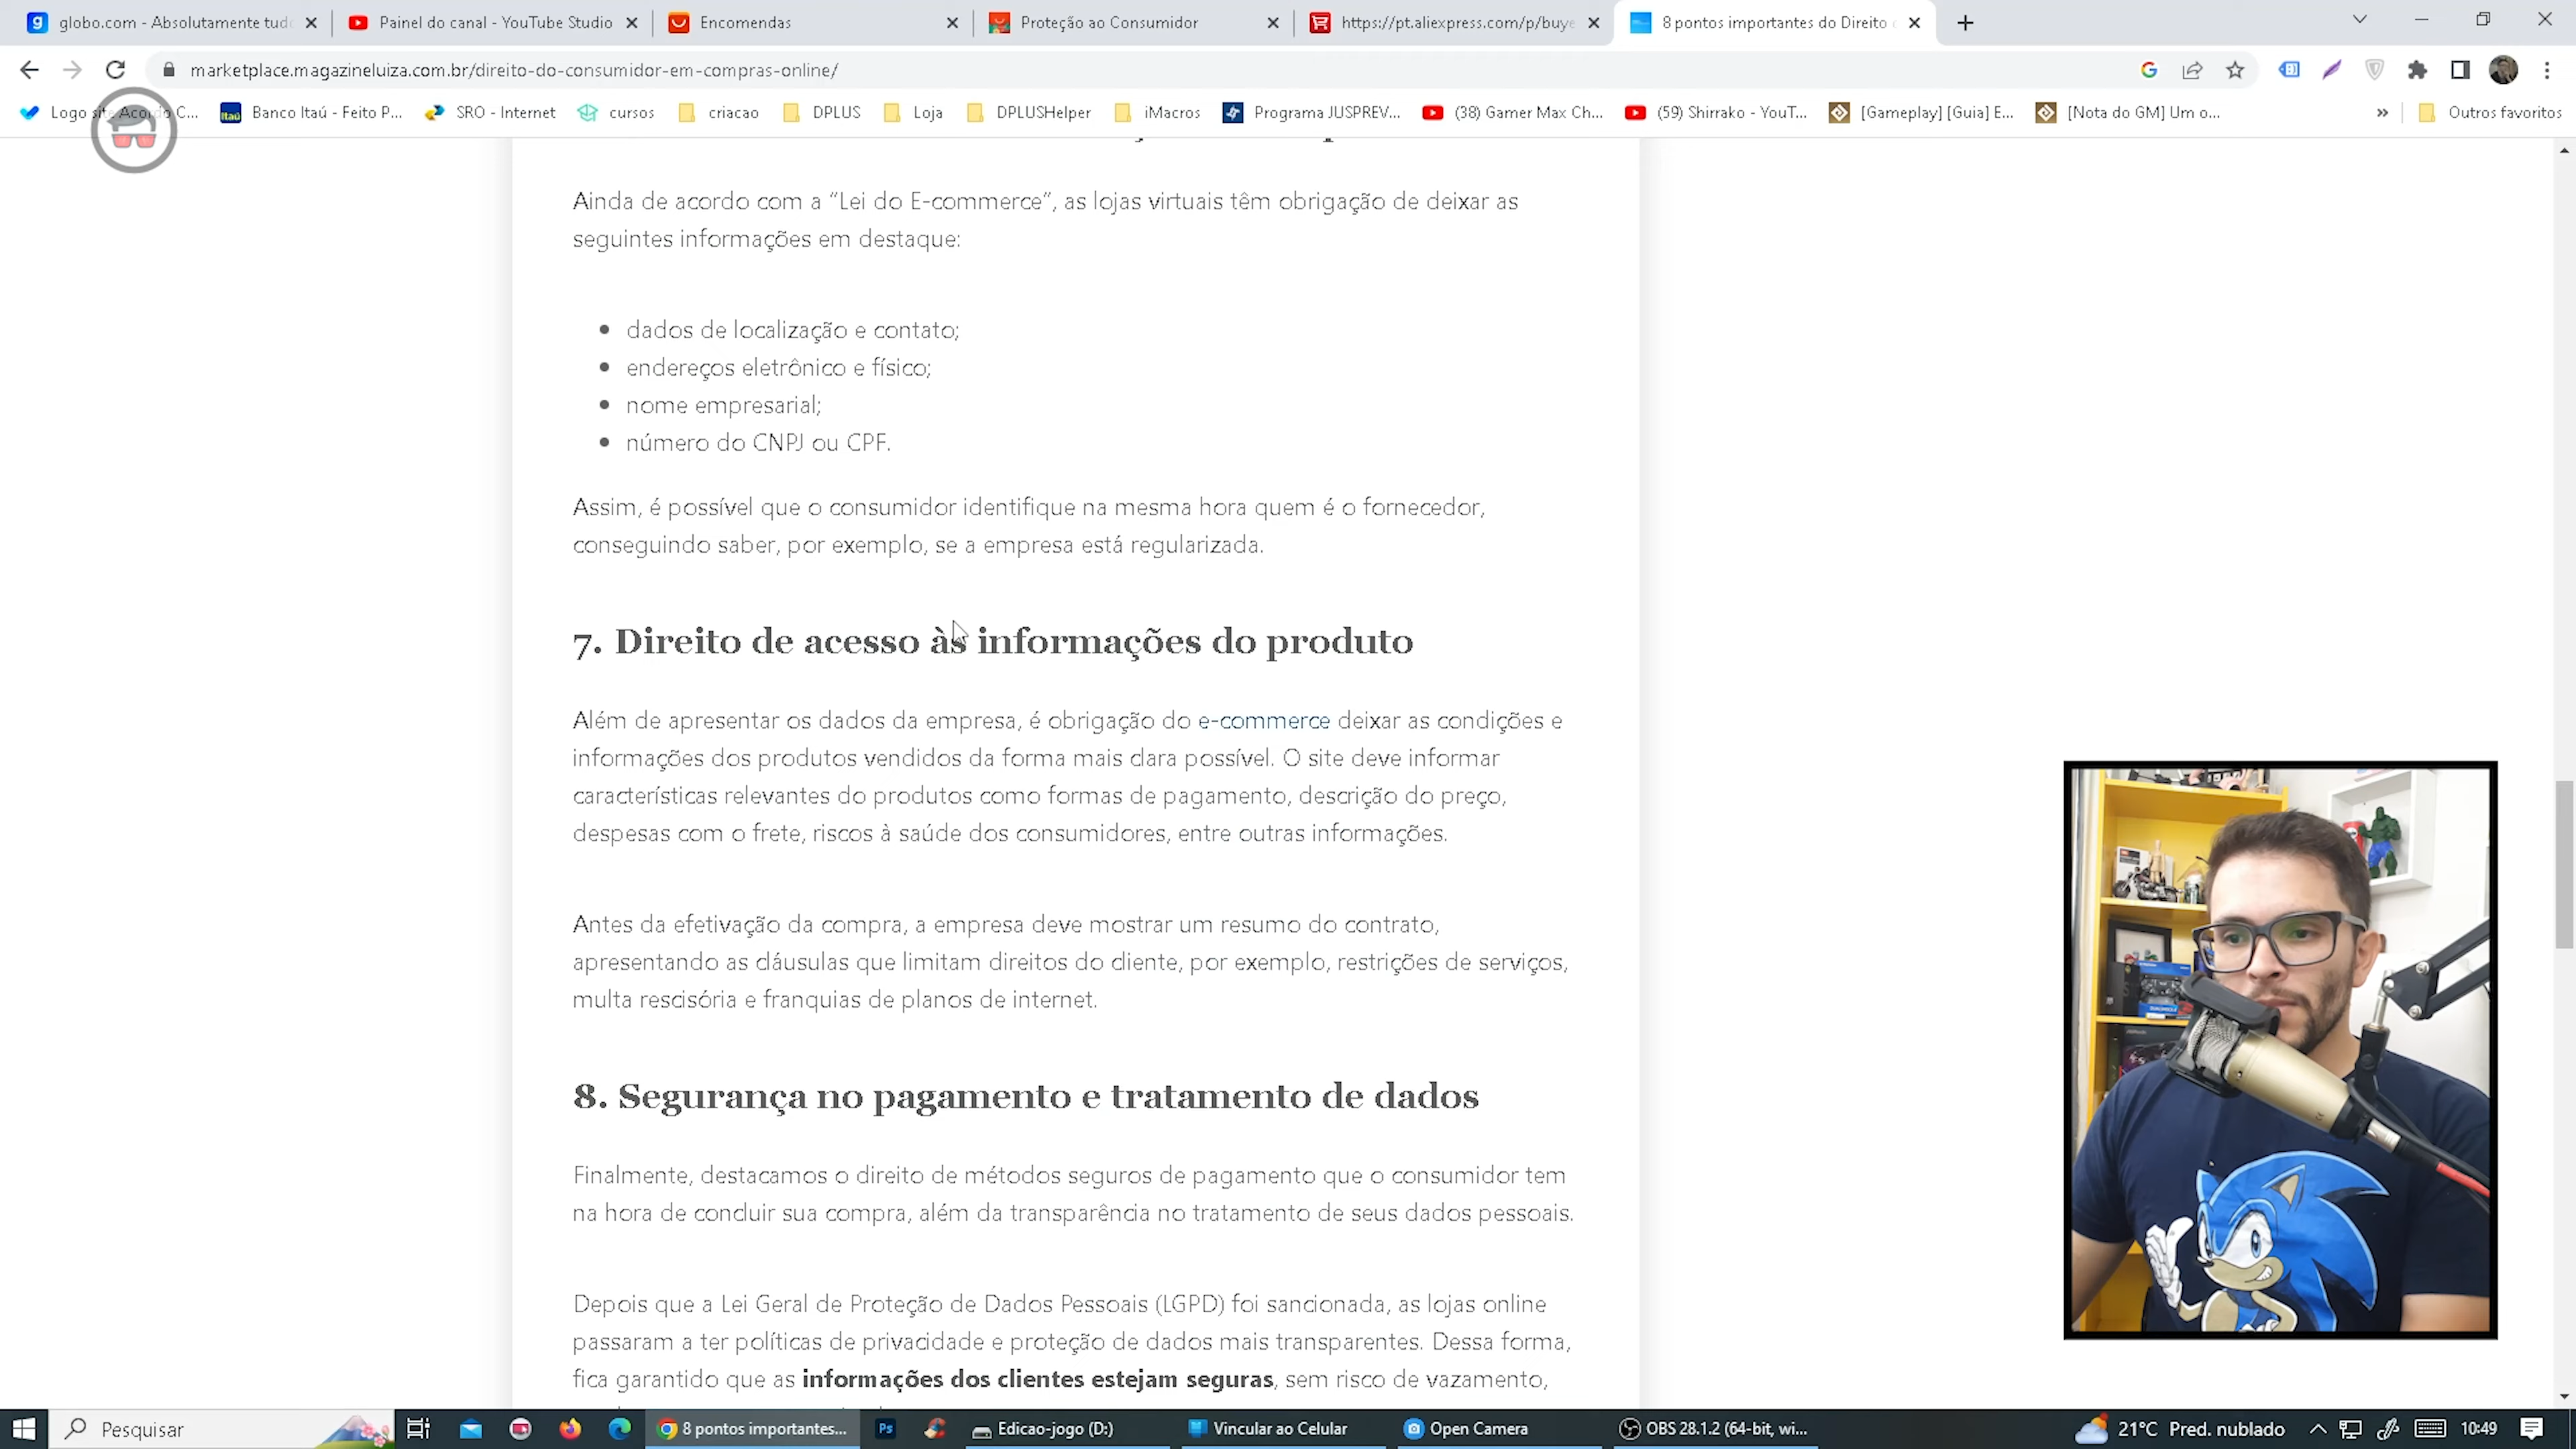 globo.com - Absolutamente tud
Painel do canal - YouTube Studio
Encomendas
Proteção ao Consumidor
https://pt.aliexpress.com/p/buye
8 pontos importantes do Direito
marketplace.magazineluiza.com.br/direito-do-consumidor-em-compras-online/
Logo site Acordo C...
Banco Itaú - Feito P...
SRO - Internet
cursos
criacao
DPLUS
Loja
DPLUSHelper
iMacros
Programa JUSPREV...
(38) Gamer Max Ch...
(59) Shirrako - YouT...
[Gameplay] [Guia] E...
[Nota do GM] Um o...
»
Outros favoritos
Ainda de acordo com a “Lei do E-commerce”, as lojas virtuais têm obrigação de deixar as
seguintes informações em destaque:
• dados de localização e contato;
• endereços eletrônico e físico;
• nome empresarial;
• número do CNPJ ou CPF.
Assim, é possível que o consumidor identifique na mesma hora quem é o fornecedor,
conseguindo saber, por exemplo, se a empresa está regularizada.
7. Direito de acesso às informações do produto
Além de apresentar os dados da empresa, é obrigação do e-commerce deixar as condições e
informações dos produtos vendidos da forma mais clara possível. O site deve informar
características relevantes do produtos como formas de pagamento, descrição do preço,
despesas com o frete, riscos à saúde dos consumidores, entre outras informações.
Antes da efetivação da compra, a empresa deve mostrar um resumo do contrato,
apresentando as cláusulas que limitam direitos do cliente, por exemplo, restrições de serviços,
multa rescisória e franquias de planos de internet.
8. Segurança no pagamento e tratamento de dados
Finalmente, destacamos o direito de métodos seguros de pagamento que o consumidor tem
na hora de concluir sua compra, além da transparência no tratamento de seus dados pessoais.
Depois que a Lei Geral de Proteção de Dados Pessoais (LGPD) foi sancionada, as lojas online
passaram a ter políticas de privacidade e proteção de dados mais transparentes. Dessa forma,
fica garantido que as informações dos clientes estejam seguras, sem risco de vazamento,
Pesquisar
8 pontos importantes...
Ps
Edicao-jogo (D:)
Vincular ao Celular
Open Camera
OBS 28.1.2 (64-bit, wi...
21°C Pred. nublado
10:49